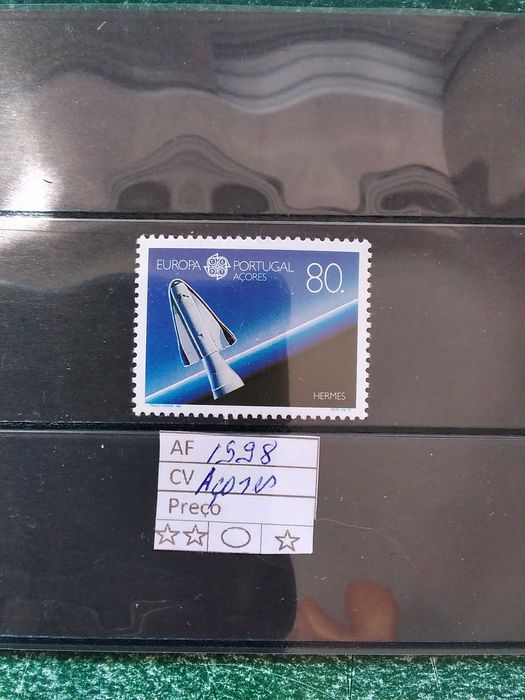 EUROPA PORTUGAL 80.
AÇORES
HERMES
AF 1998
CV Açores
Preço